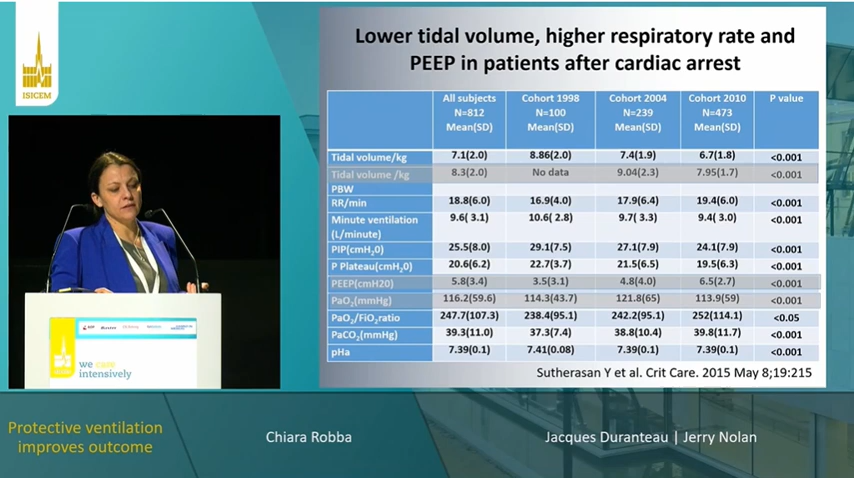 ISICEM
Lower tidal volume, higher respiratory rate and
PEEP in patients after cardiac arrest
All subjects N=812 Mean(SD) Cohort 1998 N=100 Mean(SD) Cohort 2004 N=239 Mean(SD) Cohort 2010 N=473 Mean(SD) P value
Tidal volume/kg 7.1(2.0) 8.86(2.0) 7.4(1.9) 6.7(1.8) <0.001
Tidal volume /kg PBW 8.3(2.0) No data 9.04(2.3) 7.95(1.7) <0.001
RR/min 18.8(6.0) 16.9(4.0) 17.9(6.4) 19.4(6.0) <0.001
Minute ventilation (L/minute) 9.6( 3.1) 10.6( 2.8) 9.7( 3.3) 9.4( 3.0) <0.001
PIP(cmH20) 25.5(8.0) 29.1(7.5) 27.1(7.9) 24.1(7.9) <0.001
P Plateau(cmH20) 20.6(6.2) 22.7(3.7) 21.5(6.5) 19.5(6.3) <0.001
PEEP(cmH20) 5.8(3.4) 3.5(3.1) 4.8(4.0) 6.5(2.7) <0.001
PaO2(mmHg) 116.2(59.6) 114.3(43.7) 121.8(65) 113.9(59) <0.001
PaO2/FiO2ratio 247.7(107.3) 238.4(95.1) 242.2(95.1) 252(114.1) <0.05
PaCO2(mmHg) 39.3(11.0) 37.3(7.4) 38.8(10.4) 39.8(11.7) <0.001
pHa 7.39(0.1) 7.41(0.08) 7.39(0.1) 7.39(0.1) <0.001
Sutherasan Y et al. Crit Care. 2015 May 8;19:215
we care
intensively
Protective ventilation
improves outcome
Chiara Robba
Jacques Duranteau | Jerry Nolan